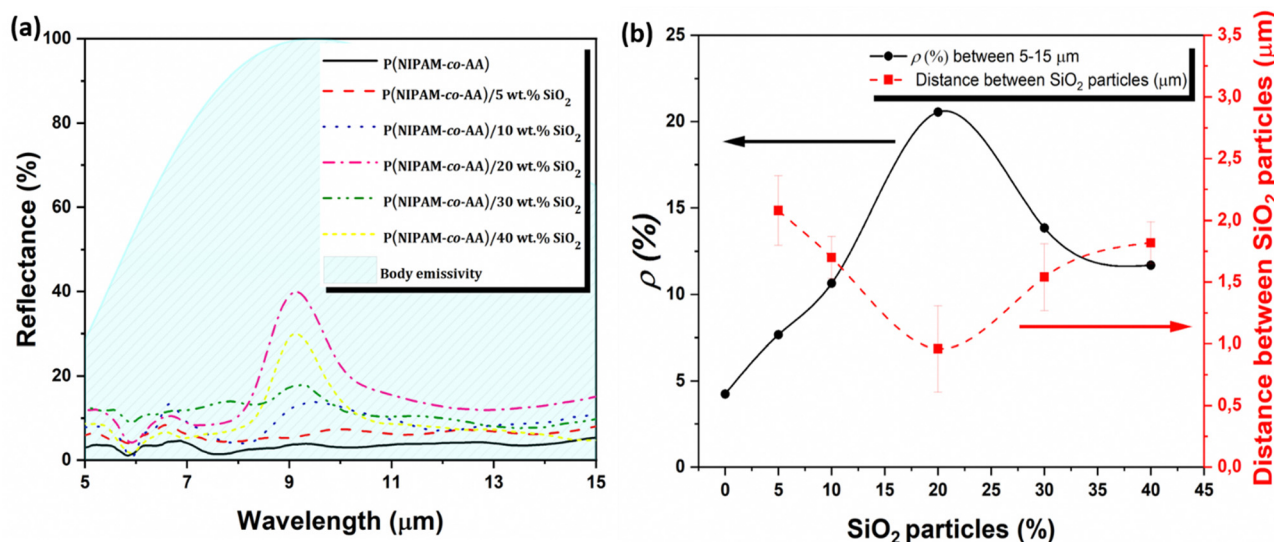 (a)
100
80
60
40
20
0
Reflectance (%)
P(NIPAM-co-AA)
P(NIPAM-co-AA)/5 wt.% SiO₂
P(NIPAM-co-AA)/10 wt.% SiO₂
P(NIPAM-co-AA)/20 wt.% SiO₂
P(NIPAM-co-AA)/30 wt.% SiO₂
P(NIPAM-co-AA)/40 wt.% SiO₂
Body emissivity
5 7 9 11 13 15
Wavelength (μm)
(b)
25
20
15
10
5
0
ρ (%)
ρ (%) between 5-15 μm
Distance between SiO₂ particles (μm)
3,5
3,0
2,5
2,0
1,5
1,0
0,5
0,0
Distance between SiO₂ particles (μm)
0 5 10 15 20 25 30 35 40 45
SiO₂ particles (%)